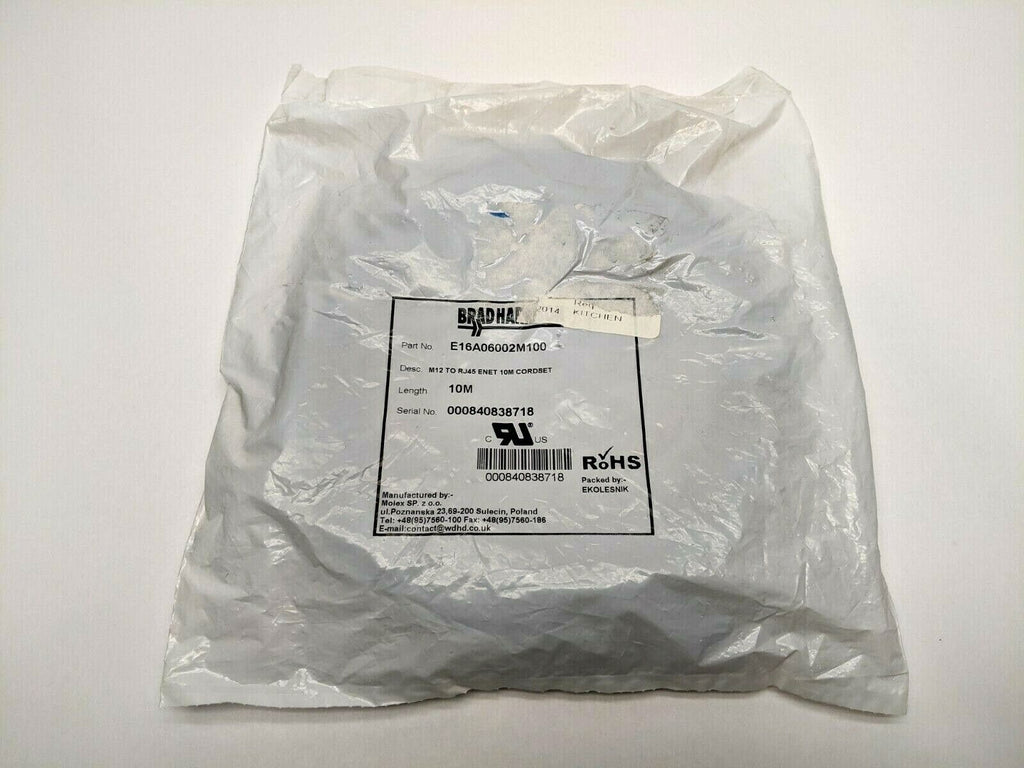 BRADHAR
2014 Req
KITCHEN
Part No. E16A06002M100
Desc. M12 TO RJ45 ENET 10M CORDSET
Length 10M
Serial No. 000840838718
C RU® US
000840838718
RoHS
Packed by:-
EKOLESNIK
Manufactured by:-
Molex SP. z o.o.
ul.Poznanska 23,69-200 Sulecin, Poland
Tel: +48(95)7560-100 Fax: +48(95)7560-186
E-mail:contact@wdhd.co.uk